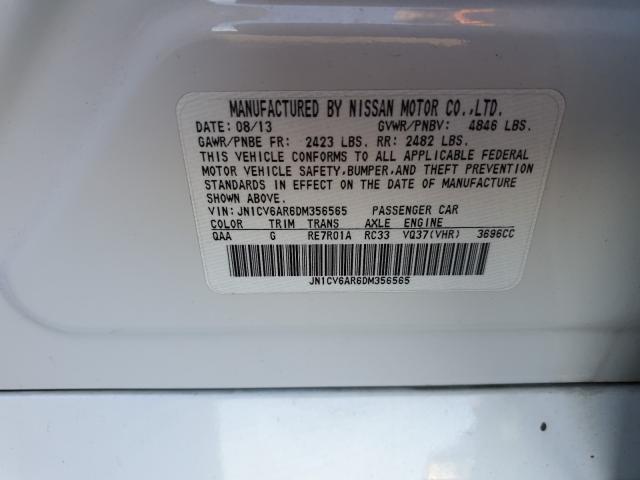 MANUFACTURED BY NISSAN MOTOR CO.,LTD.
DATE: 08/13 GVWR/PNBV: 4846 LBS.
GAWR/PNBE FR: 2423 LBS. RR: 2482 LBS.
THIS VEHICLE CONFORMS TO ALL APPLICABLE FEDERAL
MOTOR VEHICLE SAFETY,BUMPER,AND THEFT PREVENTION
STANDARDS IN EFFECT ON THE DATE OF MANUFACTURE
SHOWN ABOVE.
VIN: JN1CV6AR6DM356565 PASSENGER CAR
COLOR TRIM TRANS AXLE ENGINE
QAA G RE7R01A RC33 VQ37(VHR) 3696CC
JN1CV6AR6DM356565